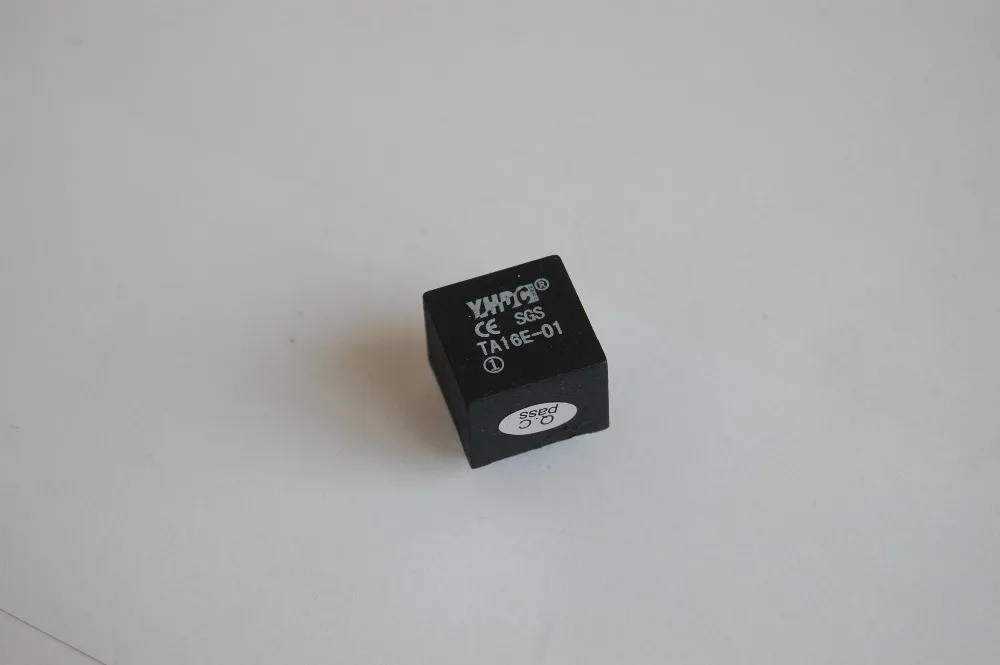 YHDC®
CE SGS
TA16E-01
①
Q.C
pass